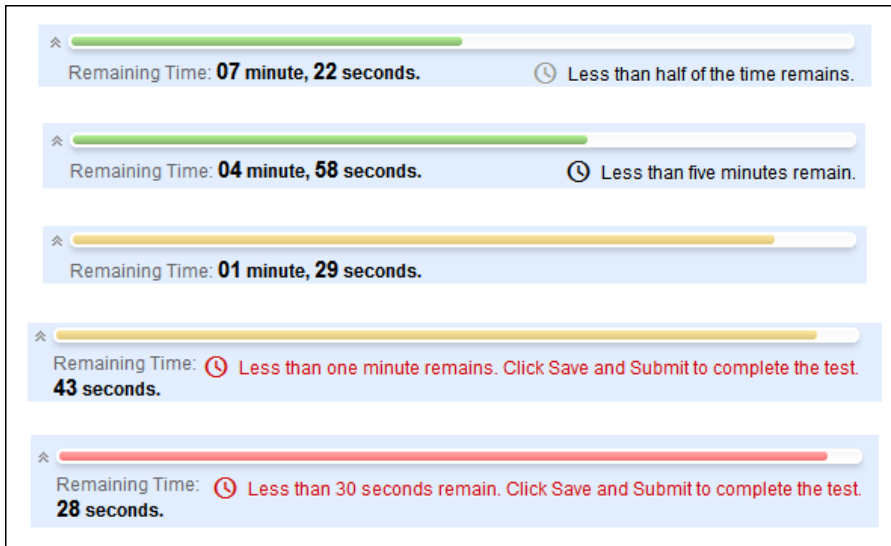 Remaining Time: 07 minute, 22 seconds. Less than half of the time remains.
Remaining Time: 04 minute, 58 seconds. Less than five minutes remain.
Remaining Time: 01 minute, 29 seconds.
Remaining Time: Less than one minute remains. Click Save and Submit to complete the test.
43 seconds.
Remaining Time: Less than 30 seconds remain. Click Save and Submit to complete the test.
28 seconds.